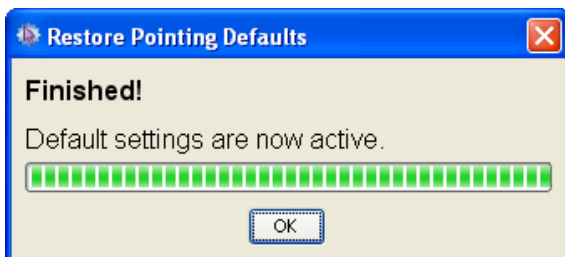 Restore Pointing Defaults
Finished!
Default settings are now active.
OK